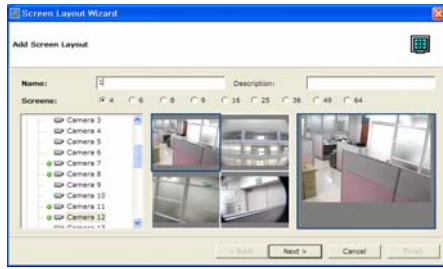 Screen Layout Wizard
Add Screen Layout
Name: Description:
Screens: 4 6 8 9 16 25 36 49 64
Camera 3
Camera 4
Camera 5
Camera 6
Camera 7
Camera 8
Camera 9
Camera 10
Camera 11
Camera 12
< Back Next > Cancel Finish